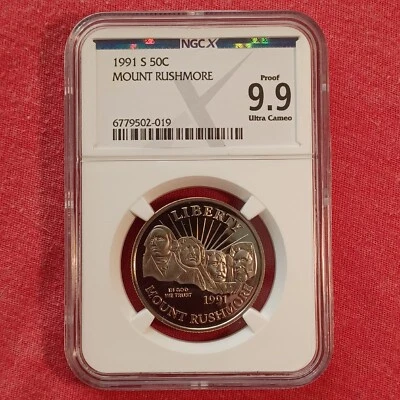 NGCX
1991 S 50C
MOUNT RUSHMORE
6779502-019
Proof
9.9
Ultra Cameo
LIBERTY
IN GOD
WE TRUST
1991
MOUNT RUSHMORE